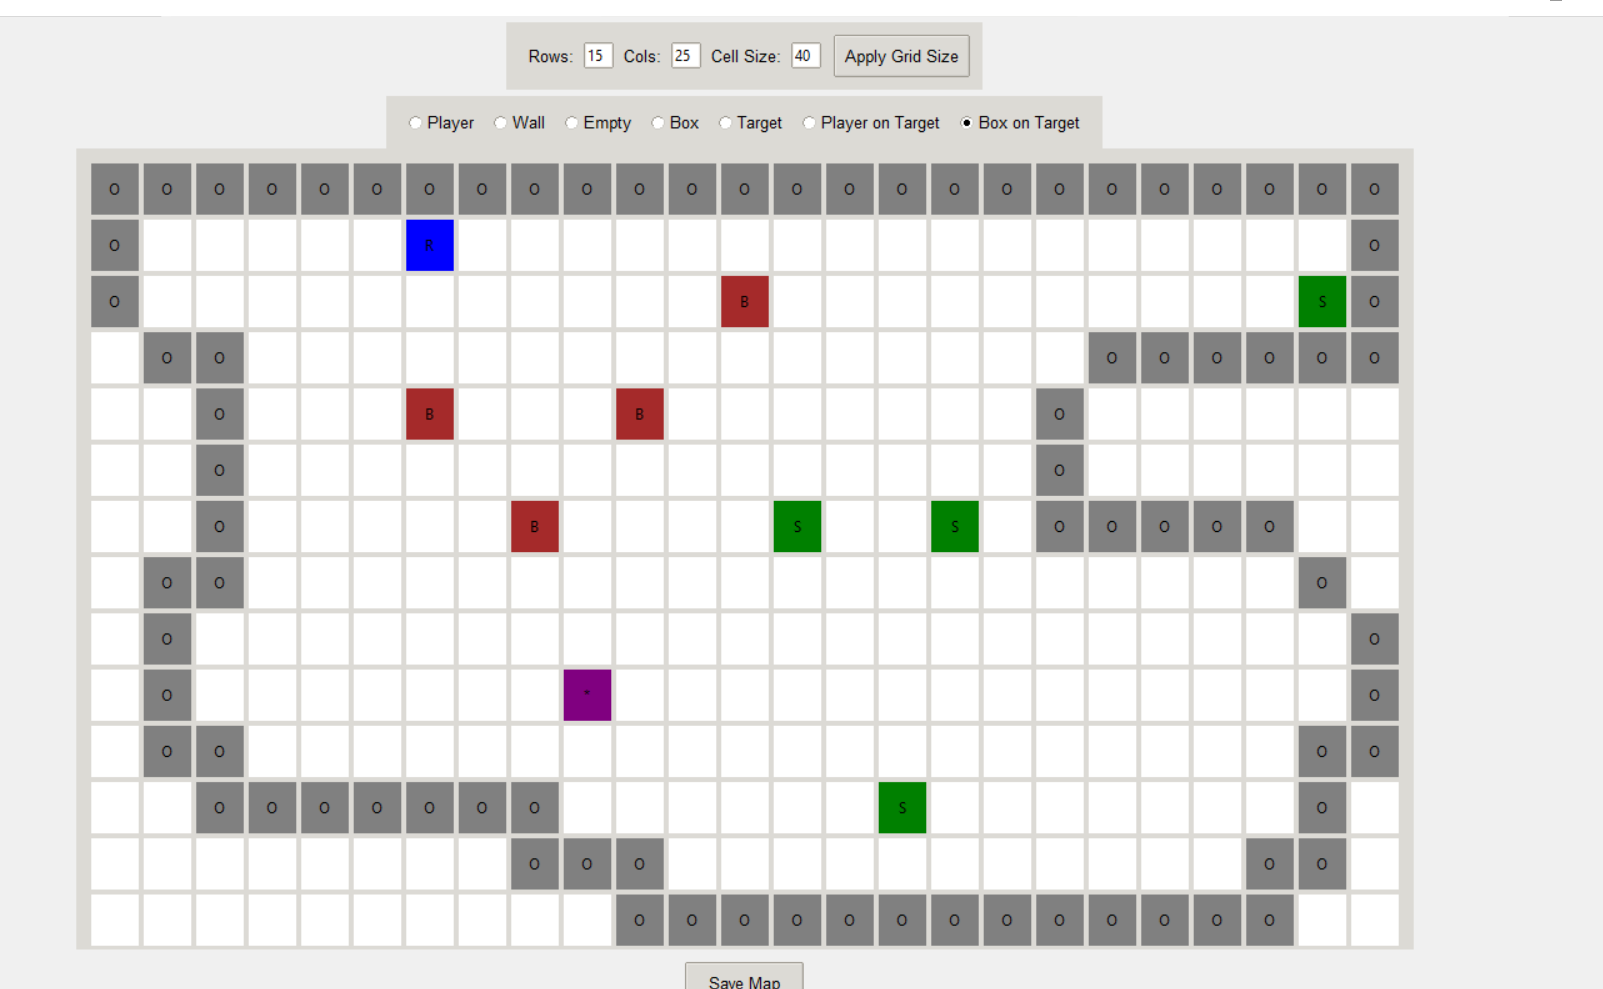 Rows: 15 Cols: 25 Cell Size: 40 Apply Grid Size
Player Wall Empty Box Target Player on Target Box on Target
O O O O O O O O O O O O O O O O O O O O O O O O O
O R O
O B S O
O O O O O O O O
O B B O
O O
O B S S O O O O O
O O O
O O
O * O
O O O O
O O O O O O O S O
O O O O O
O O O O O O O O O O O O O
Save Map